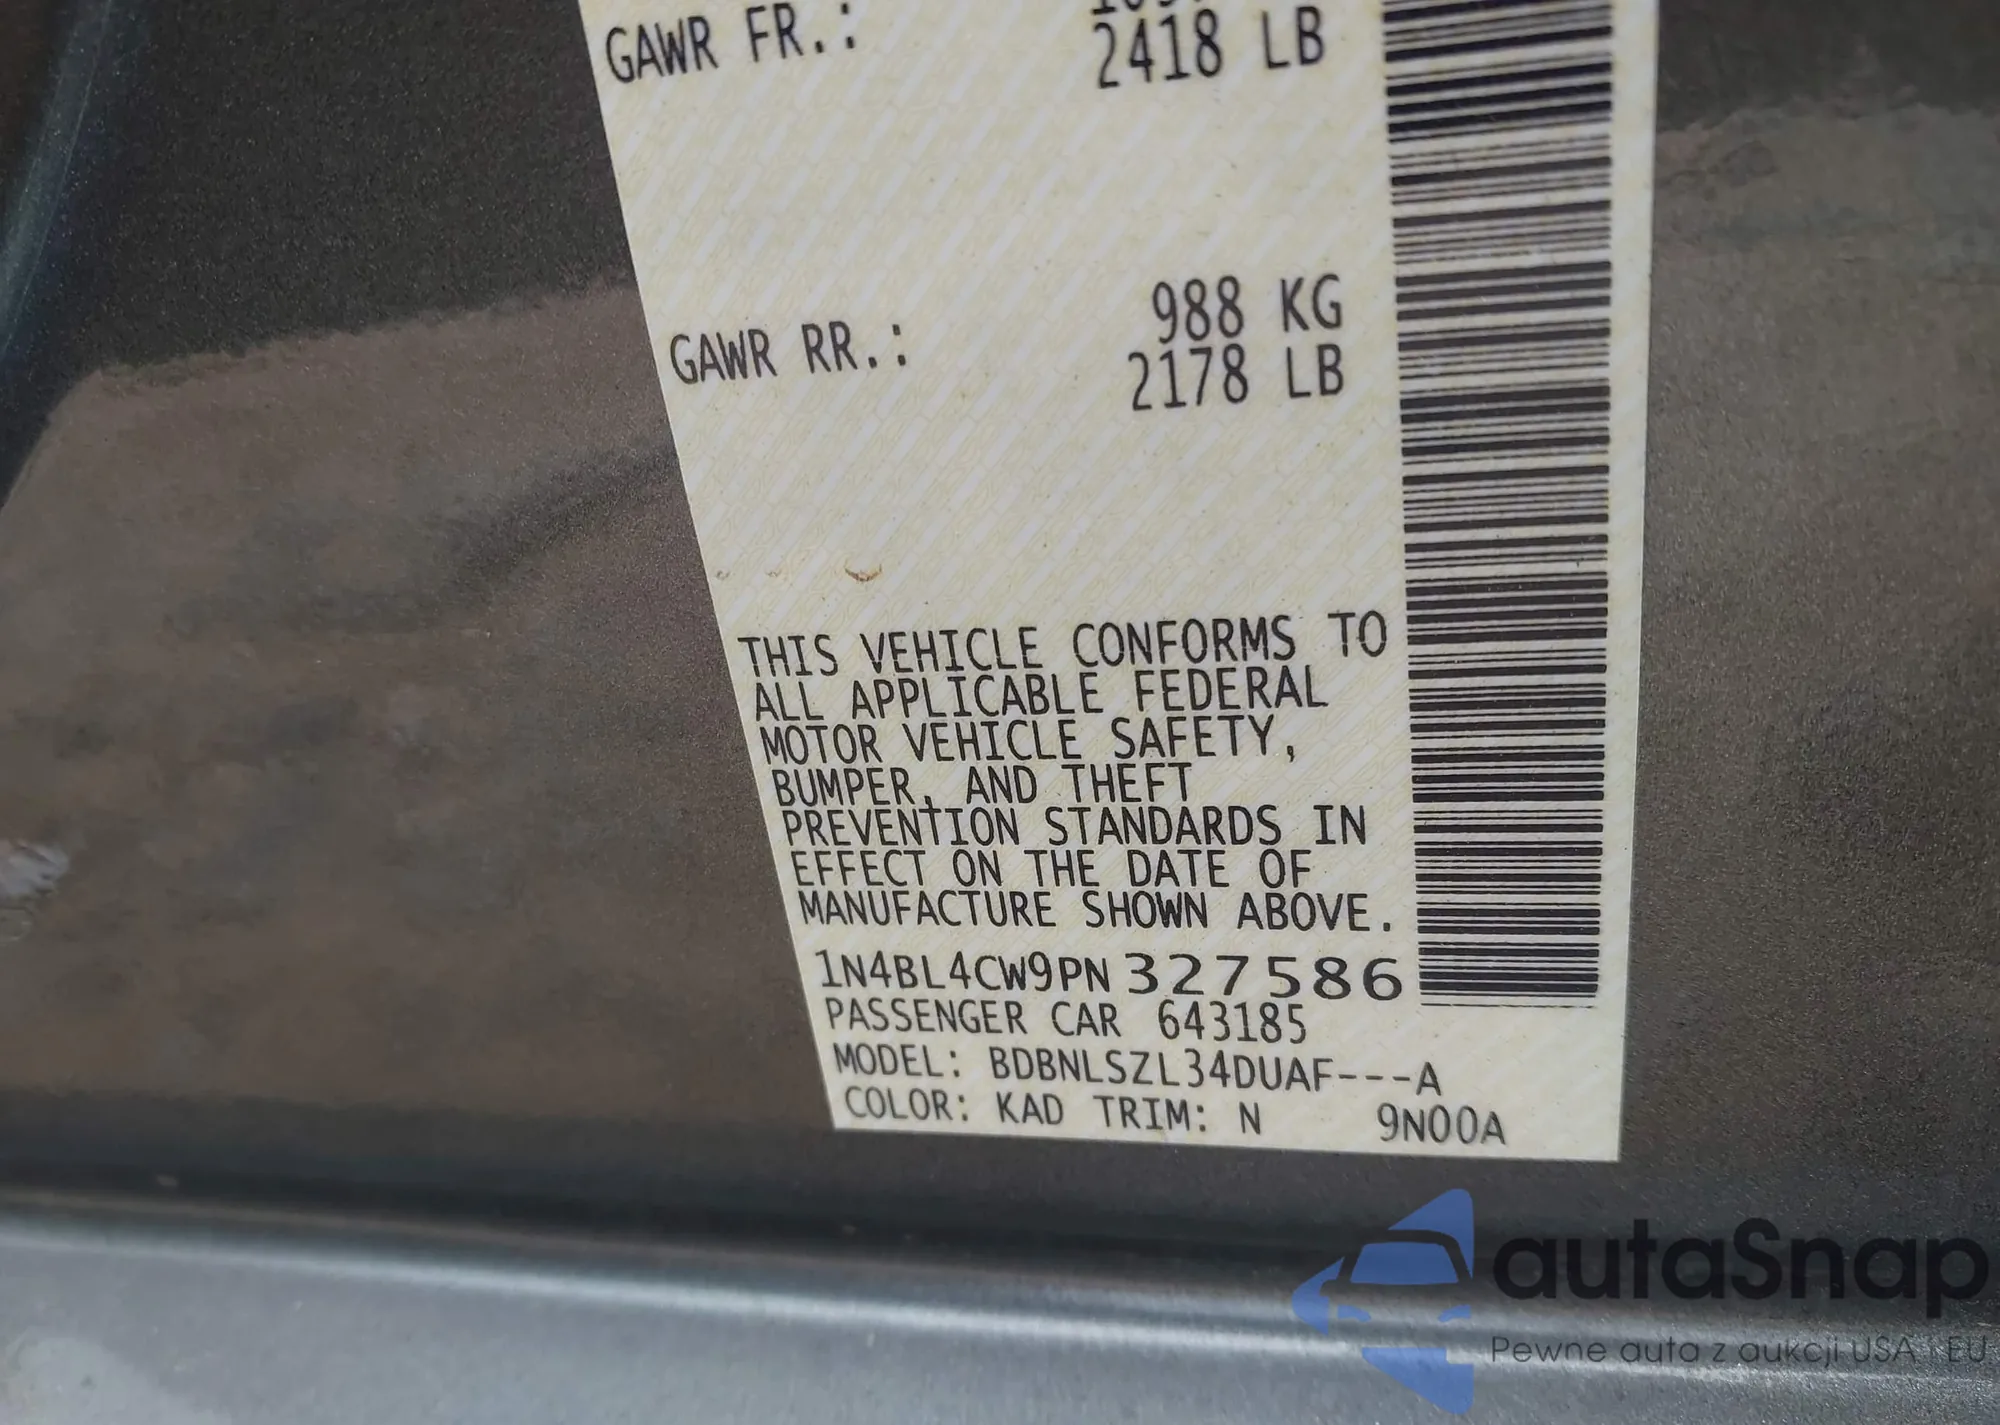 GAWR FR.:
2418 LB
988 KG
GAWR RR.:
2178 LB
THIS VEHICLE CONFORMS TO
ALL APPLICABLE FEDERAL
MOTOR VEHICLE SAFETY,
BUMPER, AND THEFT
PREVENTION STANDARDS IN
EFFECT ON THE DATE OF
MANUFACTURE SHOWN ABOVE.
1N4BL4CW9PN327586
PASSENGER CAR 643185
MODEL: BDBNLSZL34DUAF---A
COLOR: KAD TRIM: N 9N00A
autaSnap
Pewne auta z aukcji USA i EU